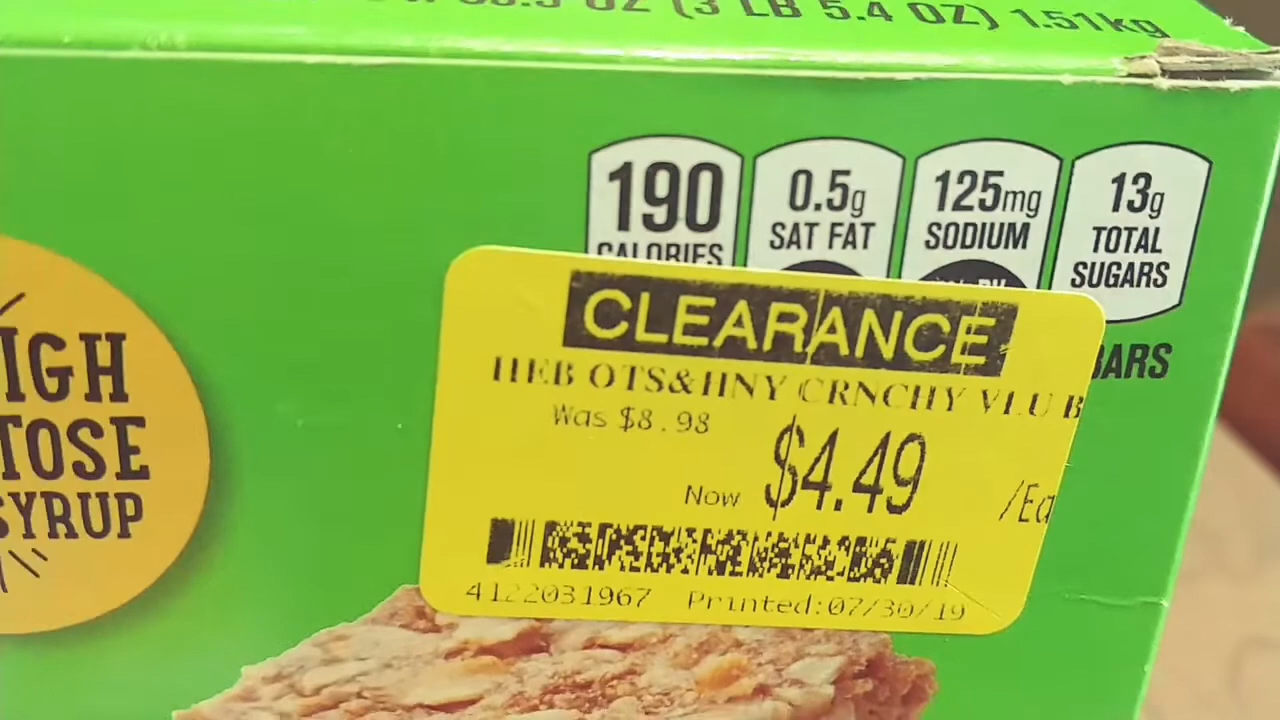 OZ (3 LB 5.4 OZ) 1.51kg
190
CALORIES
0.5g
SAT FAT
125mg
SODIUM
13g
TOTAL
SUGARS
BARS
IGH
TOSE
SYRUP
CLEARANCE
HEB OTS&HNY CRNCHY VLU B
Was $8.98
Now $4.49 /Ea
4122031967 Printed:07/30/19